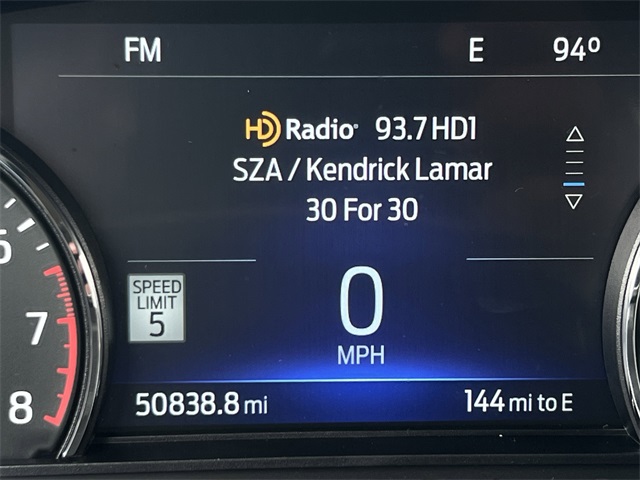 FM E 94°
HD Radio® 93.7 HD1
SZA / Kendrick Lamar
30 For 30
SPEED
LIMIT
5
0
MPH
50838.8 mi 144 mi to E
6
7
8